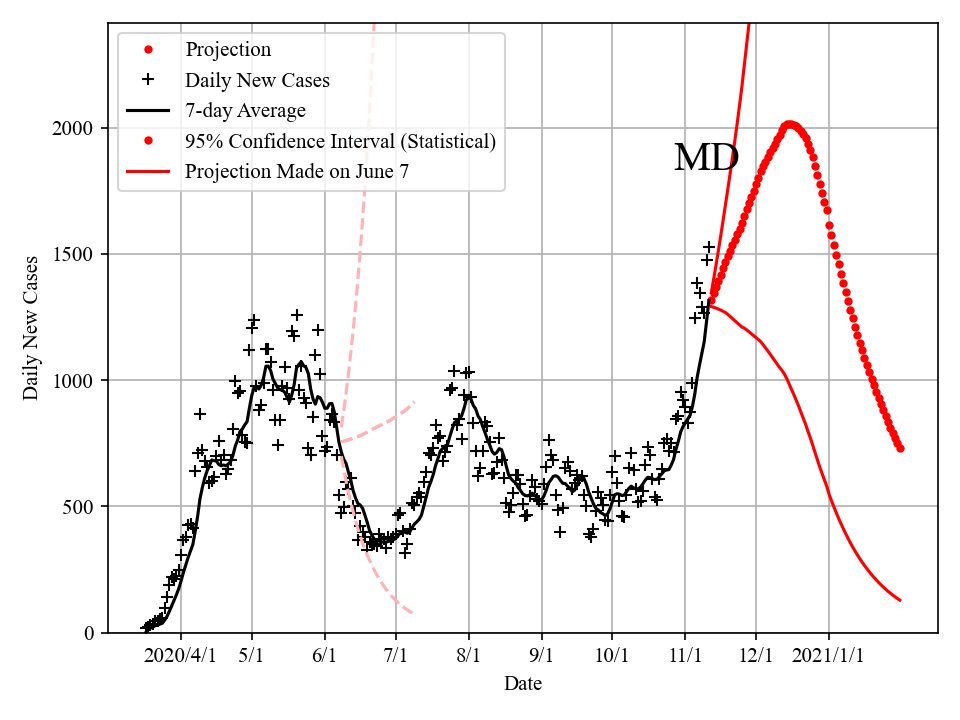 Projection
Daily New Cases
7-day Average
95% Confidence Interval (Statistical)
Projection Made on June 7
MD
2000
1500
1000
500
0
Daily New Cases
2020/4/1 5/1 6/1 7/1 8/1 9/1 10/1 11/1 12/1 2021/1/1
Date